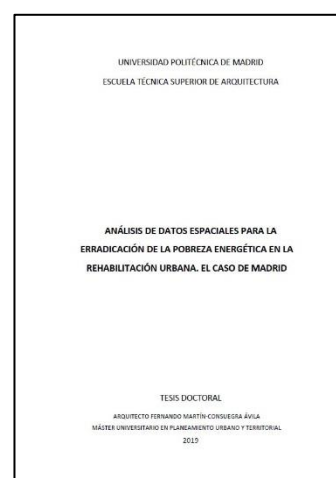 UNIVERSIDAD POLITÉCNICA DE MADRID
ESCUELA TÉCNICA SUPERIOR DE ARQUITECTURA
ANÁLISIS DE DATOS ESPACIALES PARA LA
ERRADICACIÓN DE LA POBREZA ENERGÉTICA EN LA
REHABILITACIÓN URBANA. EL CASO DE MADRID
TESIS DOCTORAL
ARQUITECTO FERNANDO MARTÍN-CONSUEGRA ÁVILA
MÁSTER UNIVERSITARIO EN PLANEAMIENTO URBANO Y TERRITORIAL
2019